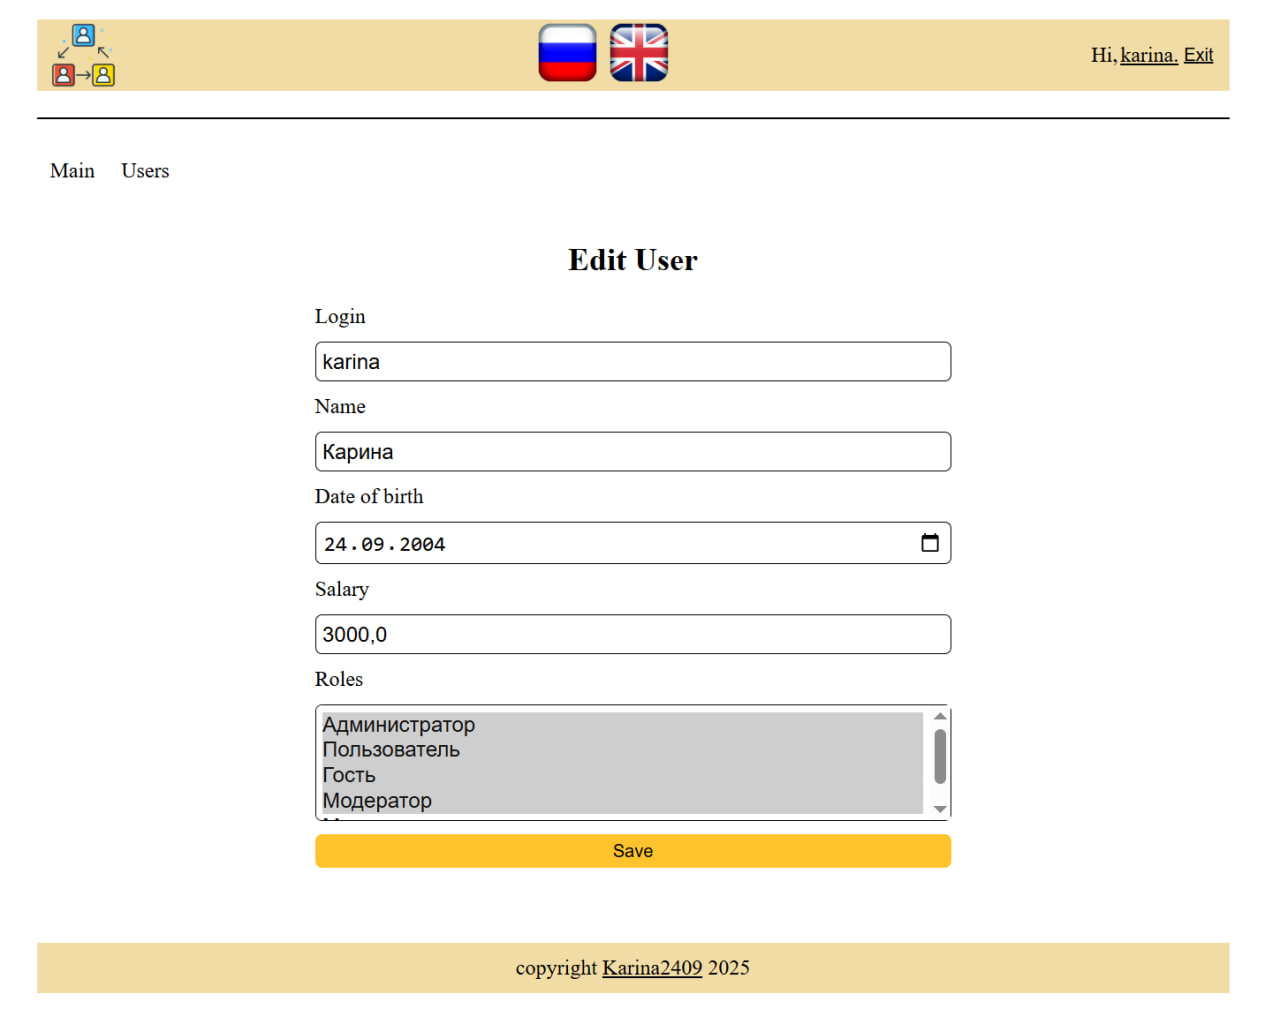 Hi, karina. Exit
Main Users
Edit User
Login
karina
Name
Карина
Date of birth
24.09.2004
Salary
3000,0
Roles
Администратор
Пользователь
Гость
Модератор
Save
copyright Karina2409 2025